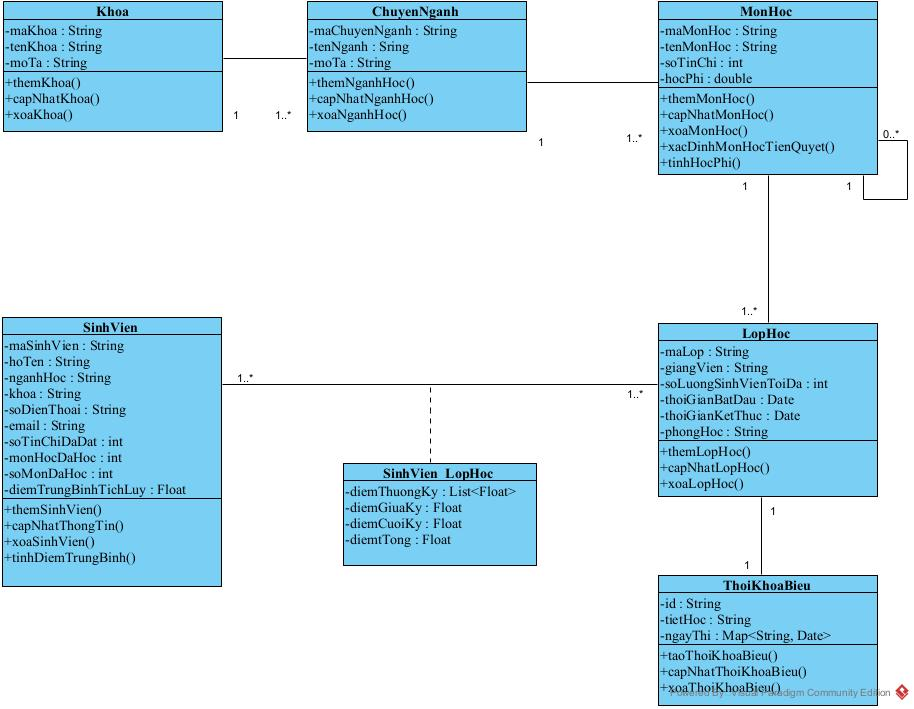 Khoa
-maKhoa : String
-tenKhoa : String
-moTa : String
+themKhoa()
+capNhatKhoa()
+xoaKhoa()
1
1..*
ChuyenNganh
-maChuyenNganh : String
-tenNganh : Sring
-moTa : String
+themNganhHoc()
+capNhatNganhHoc()
+xoaNganhHoc()
1
1..*
MonHoc
-maMonHoc : String
-tenMonHoc : String
-soTinChi : int
-hocPhi : double
+themMonHoc()
+capNhatMonHoc()
+xoaMonHoc()
+xacDinhMonHocTienQuyet()
+tinhHocPhi()
0..*
1
1
1..*
SinhVien
-maSinhVien : String
-hoTen : String
-nganhHoc : String
-khoa : String
-soDienThoai : String
-email : String
-soTinChiDaDat : int
-monHocDaHoc : int
-soMonDaHoc : int
-diemTrungBinhTichLuy : Float
+themSinhVien()
+capNhatThongTin()
+xoaSinhVien()
+tinhDiemTrungBinh()
1..*
1..*
SinhVien_LopHoc
-diemThuongKy : List<Float>
-diemGiuaKy : Float
-diemCuoiKy : Float
-diemtTong : Float
LopHoc
-maLop : String
-giangVien : String
-soLuongSinhVienToiDa : int
-thoiGianBatDau : Date
-thoiGianKetThuc : Date
-phongHoc : String
+themLopHoc()
+capNhatLopHoc()
+xoaLopHoc()
1
1
ThoiKhoaBieu
-id : String
-tietHoc : String
-ngayThi : Map<String, Date>
+taoThoiKhoaBieu()
+capNhatThoiKhoaBieu()
+xoaThoiKhoaBieu()
Powered By Visual Paradigm Community Edition